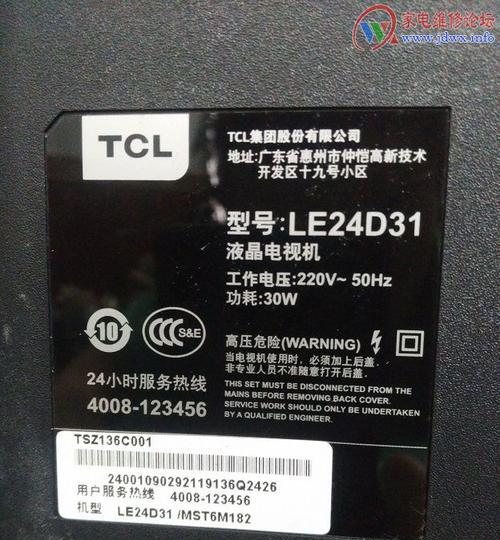 家电维修论坛
www.jdwx.info
TCL
TCL集团股份有限公司
地址:广东省惠州市仲恺高新技术
开发区十九号小区
型号:LE24D31
液晶电视机
工作电压:220V~ 50Hz
功耗:30W
10
CCC S&E
高压危险(WARNING)
当电视机使用时，必须加上后盖.
非专业人员不准随意打开后盖.
THIS SET MUST BE DISCONNECTED FROM THE
MAINS BEFORE REMOVING BACK COVER.
SERVICE WORK SHOULD ONLY BE UNDERTAKEN
BY A QUALIFIED ENGINEER.
24小时服务热线
4008-123456
TSZ136C001
24001090292119136Q2426
用户服务热线 4008-123456
机型 LE24D31 /MST6M182